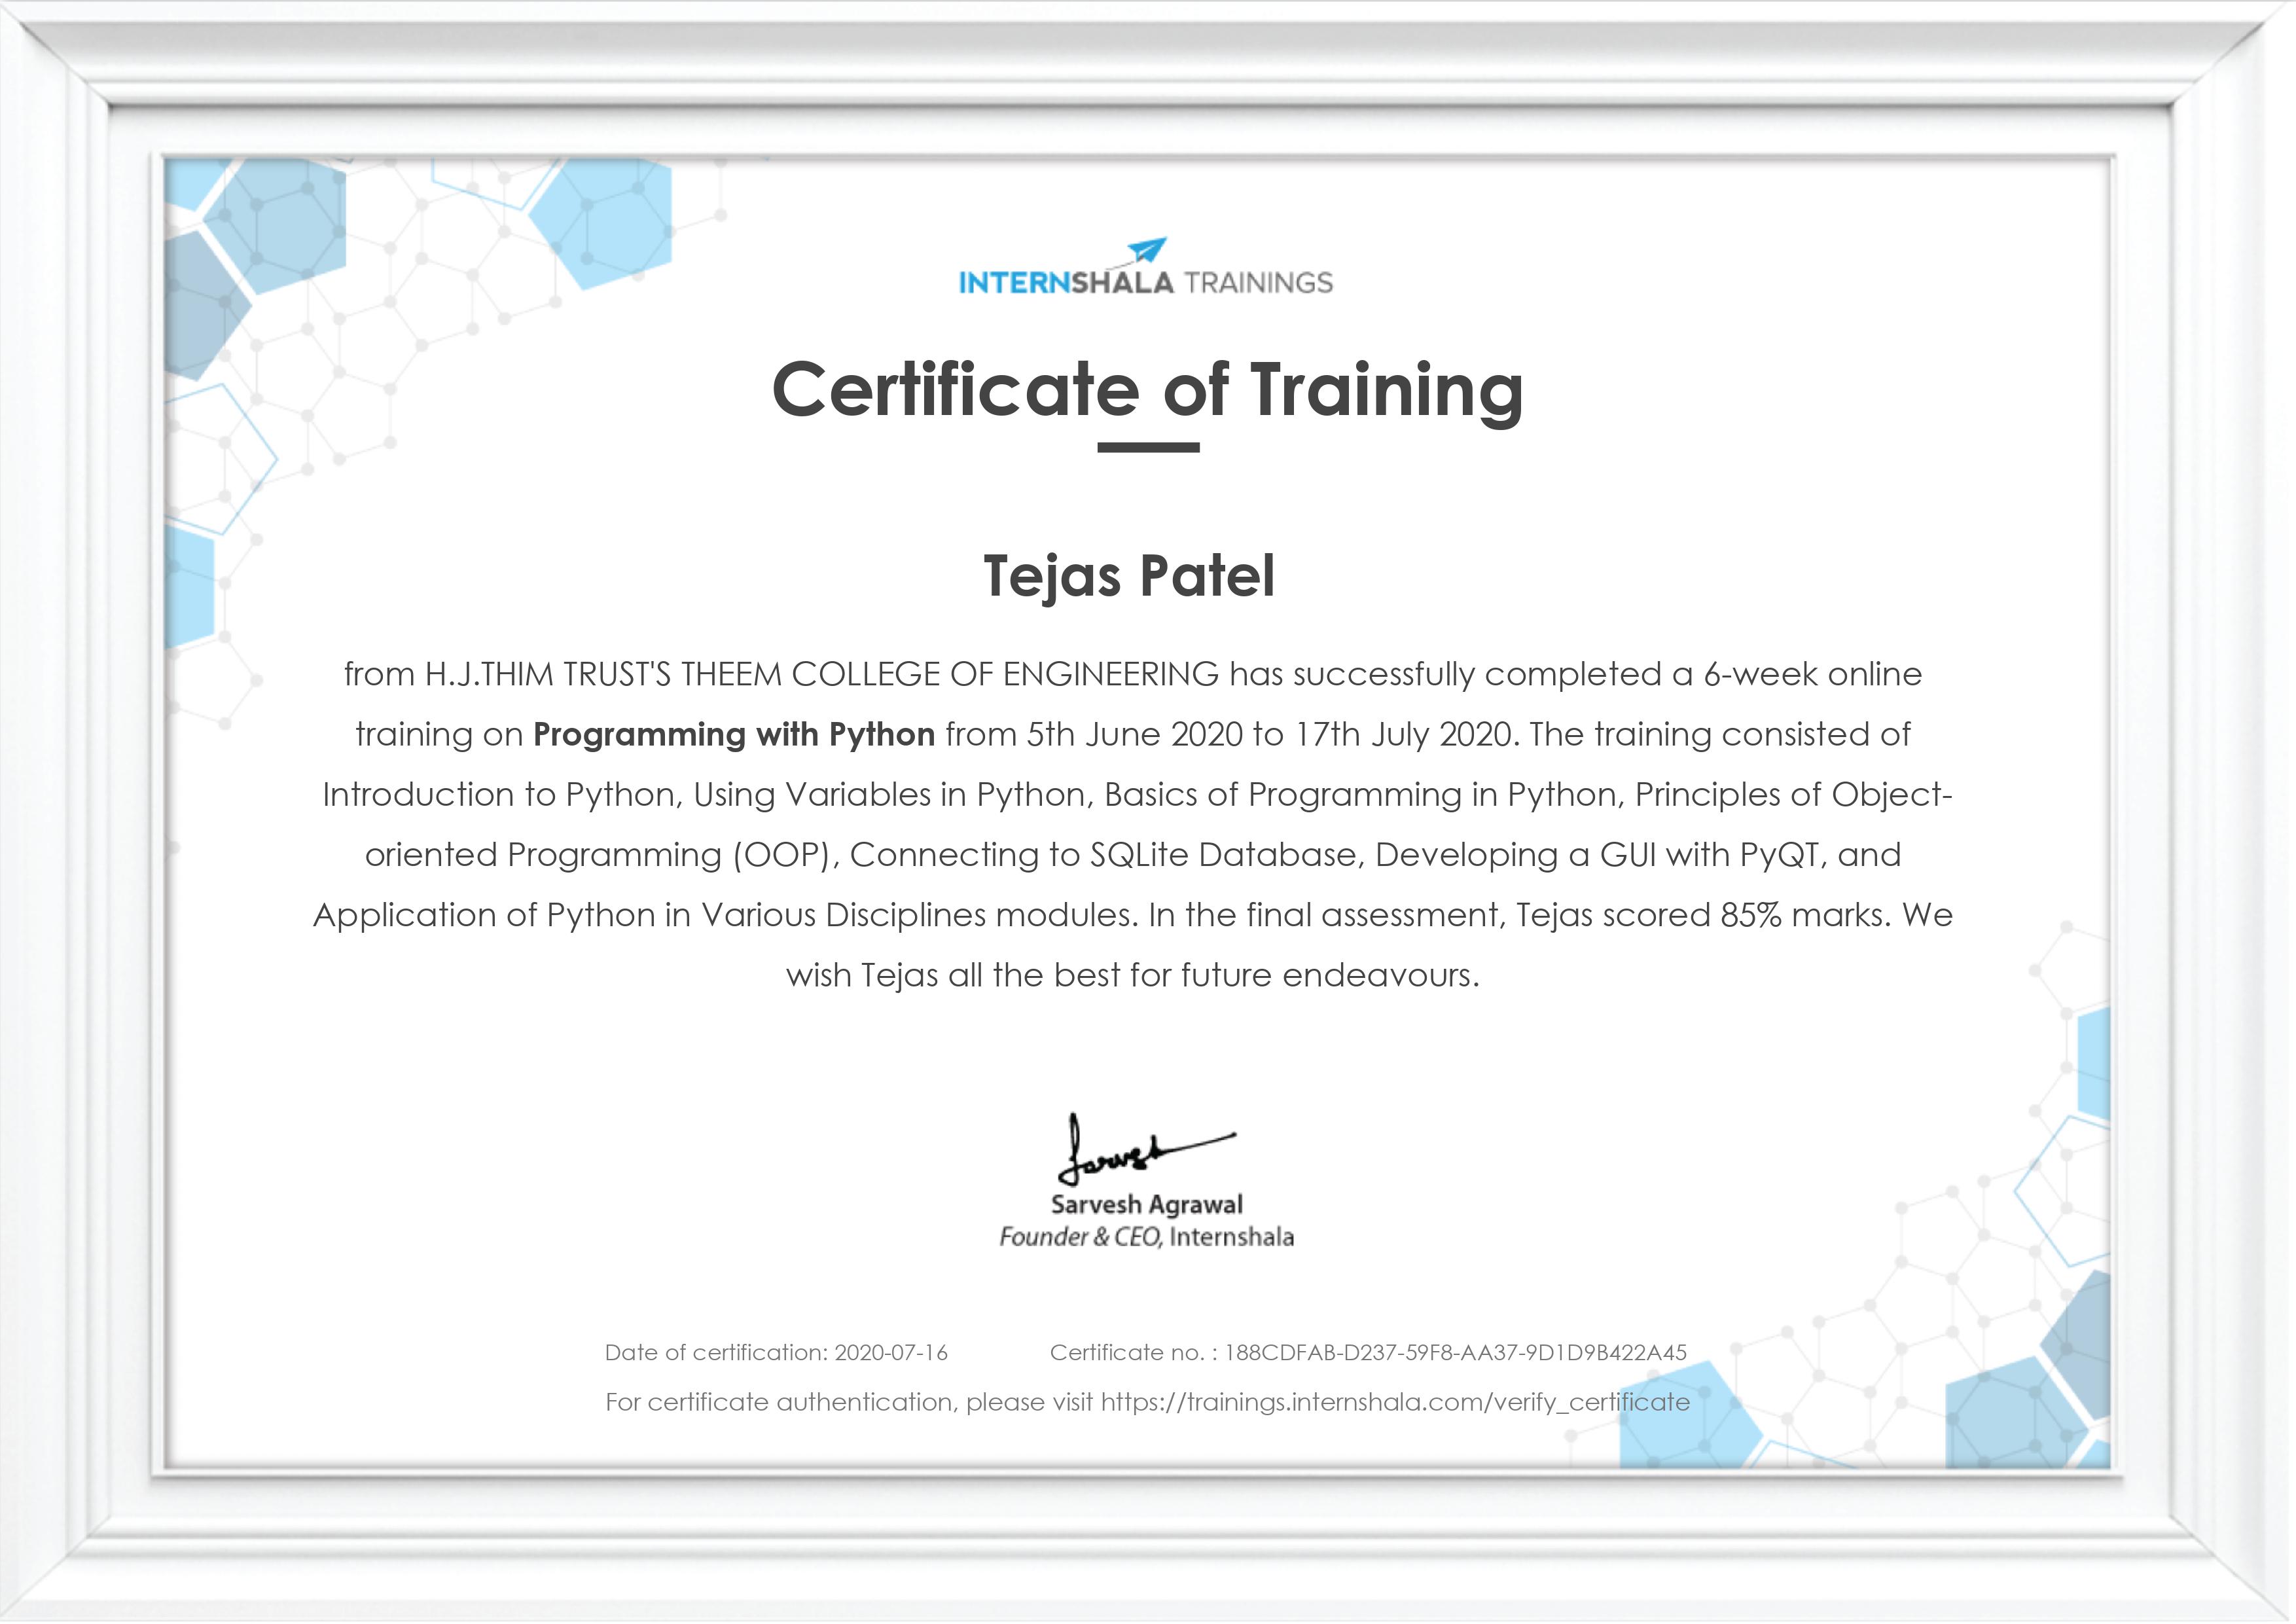 INTERNSHALA TRAININGS
Certificate of Training
Tejas Patel
from H.J.THIM TRUST'S THEEM COLLEGE OF ENGINEERING has successfully completed a 6-week online
training on Programming with Python from 5th June 2020 to 17th July 2020. The training consisted of
Introduction to Python, Using Variables in Python, Basics of Programming in Python, Principles of Object-
oriented Programming (OOP), Connecting to SQLite Database, Developing a GUI with PyQT, and
Application of Python in Various Disciplines modules. In the final assessment, Tejas scored 85% marks. We
wish Tejas all the best for future endeavours.
Sarvesh
Sarvesh Agrawal
Founder & CEO, Internshala
Date of certification: 2020-07-16 Certificate no. : 188CDFAB-D237-59F8-AA37-9D1D9B422A45
For certificate authentication, please visit https://trainings.internshala.com/verify_certificate